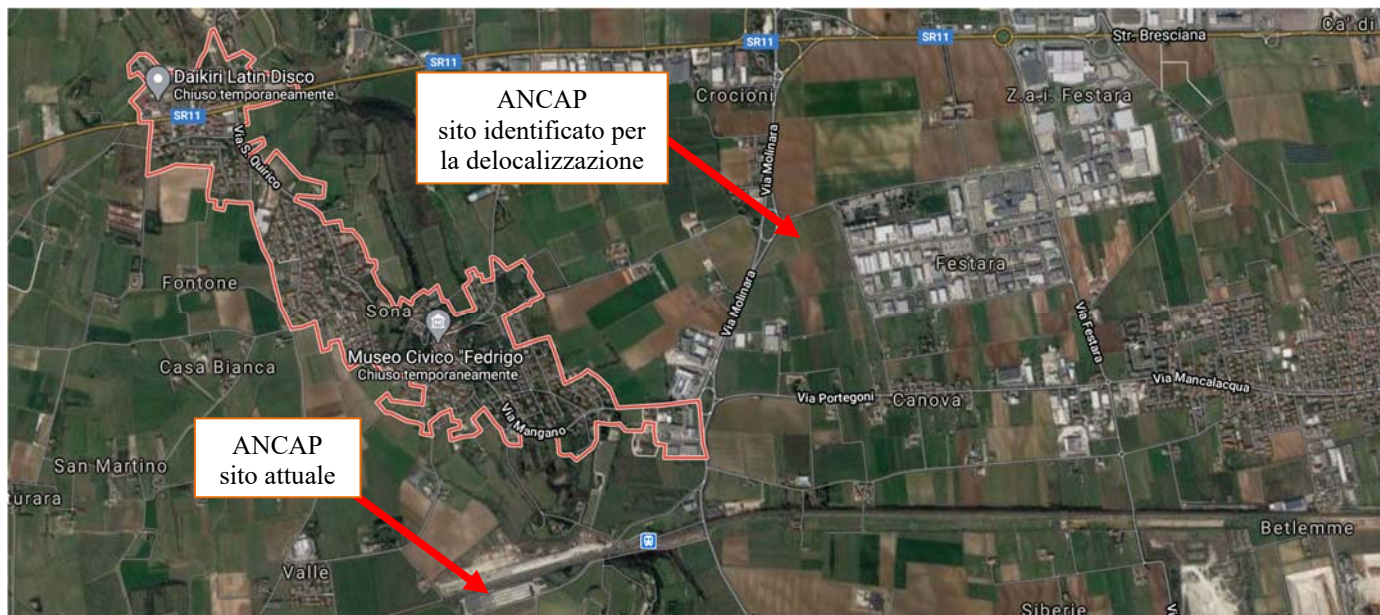 SR11
SR11
Ca' di
Str. Bresciana
SR11
Daikiri Latin Disco
Chiuso temporaneamente
SR11
ANCAP
sito identificato per
la delocalizzazione
Crocioni
Z.a.i. Festara
Via Molinara
Via S. Quirico
Festara
Fontone
Sona
Via Molinara
Via Festara
Museo Civico "Fedrigo"
Chiuso temporaneamente
Casa Bianca
Via Mancalacqua
Via Portegoni
Canova
Via Mangano
ANCAP
sito attuale
San Martino
turara
Betlemme
Valle
Siberie